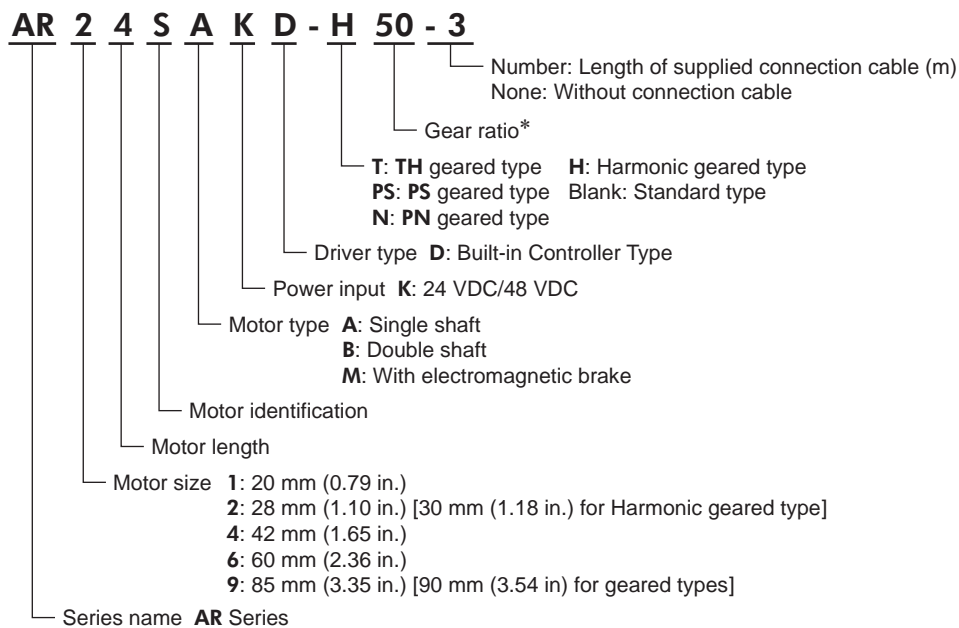 AR 2 4 S A K D - H 50 - 3
Number: Length of supplied connection cable (m)
None: Without connection cable
Gear ratio*
T: TH geared type H: Harmonic geared type
PS: PS geared type Blank: Standard type
N: PN geared type
Driver type D: Built-in Controller Type
Power input K: 24 VDC/48 VDC
Motor type A: Single shaft
B: Double shaft
M: With electromagnetic brake
Motor identification
Motor length
Motor size 1: 20 mm (0.79 in.)
2: 28 mm (1.10 in.) [30 mm (1.18 in.) for Harmonic geared type]
4: 42 mm (1.65 in.)
6: 60 mm (2.36 in.)
9: 85 mm (3.35 in.) [90 mm (3.54 in) for geared types]
Series name AR Series